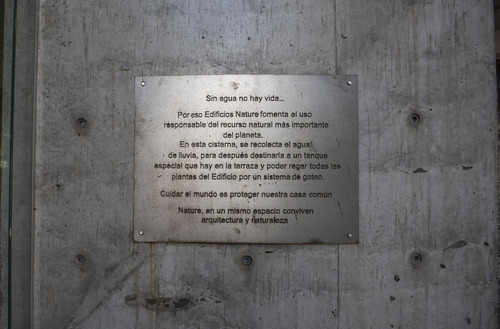 Sin agua no hay vida...
Por eso Edificios Nature fomenta el uso
responsable del recurso natural más importante
del planeta.
En esta cisterna, se recolecta el agua
de lluvia, para después destinarla a un tanque
especial que hay en la terraza y poder regar todas las
plantas del Edificio por un sistema de goteo.
Cuidar el mundo es proteger nuestra casa común
Nature, en un mismo espacio conviven
arquitectura y naturaleza